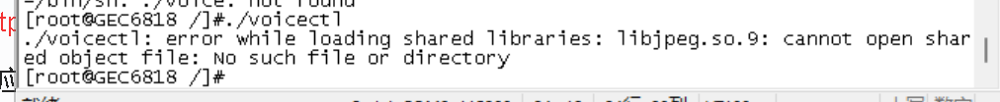 -/bin/sh: ./voice: not found
[root@GEC6818 /]#./voicectl
./voicectl: error while loading shared libraries: libjpeg.so.9: cannot open shar
ed object file: No such file or directory
[root@GEC6818 /]#